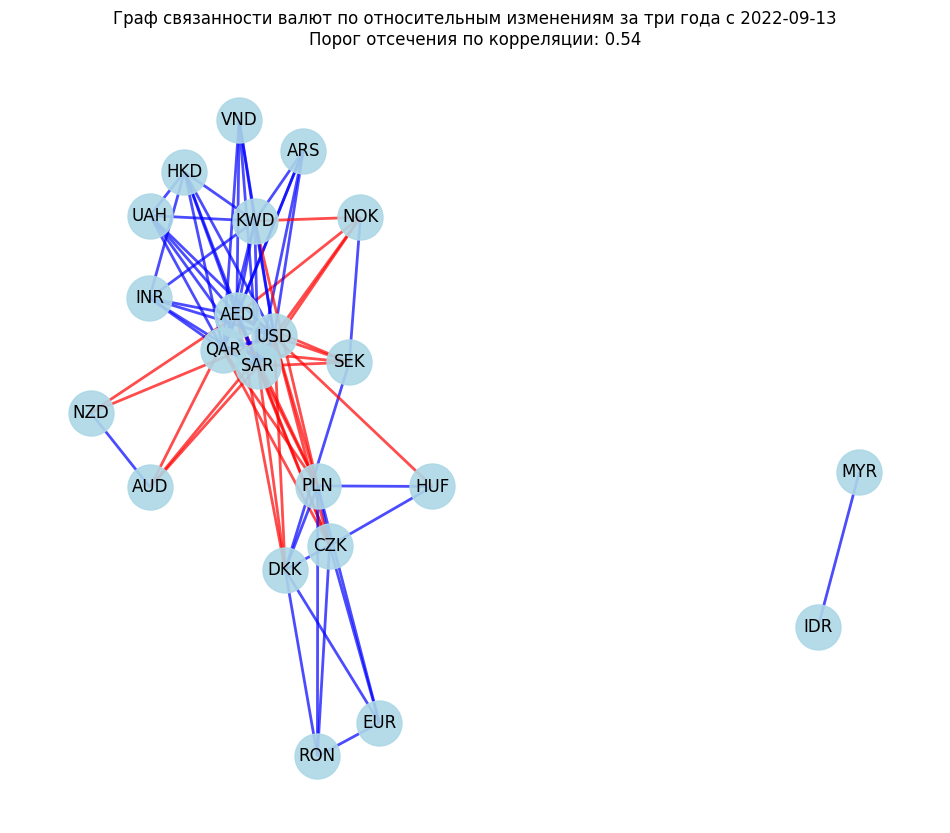 Граф связанности валют по относительным изменениям за три года с 2022-09-13
Порог отсечения по корреляции: 0.54
VND
ARS
HKD
UAH
KWD
NOK
INR
AED
USD
QAR
SAR
SEK
NZD
AUD
PLN
HUF
MYR
CZK
DKK
IDR
EUR
RON